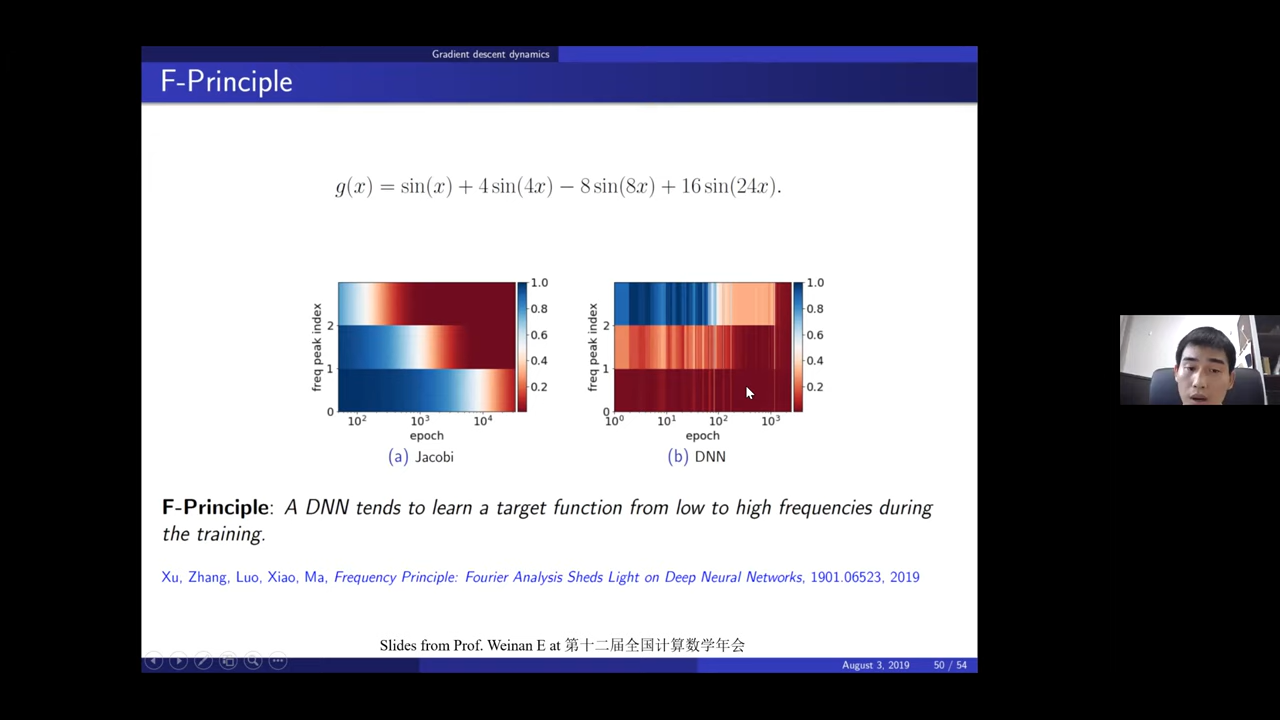 Gradient descent dynamics
F-Principle
g(x) = sin(x) + 4 sin(4x) − 8 sin(8x) + 16 sin(24x).
freq peak index
2
1
0
10² 10³ 10⁴
epoch
1.0
0.8
0.6
0.4
0.2
(a) Jacobi
freq peak index
2
1
0
10⁰ 10¹ 10² 10³
epoch
1.0
0.8
0.6
0.4
0.2
(b) DNN
F-Principle: A DNN tends to learn a target function from low to high frequencies during
the training.
Xu, Zhang, Luo, Xiao, Ma, Frequency Principle: Fourier Analysis Sheds Light on Deep Neural Networks, 1901.06523, 2019
Slides from Prof. Weinan E at 第十二届全国计算数学年会
August 3, 2019 50 / 54